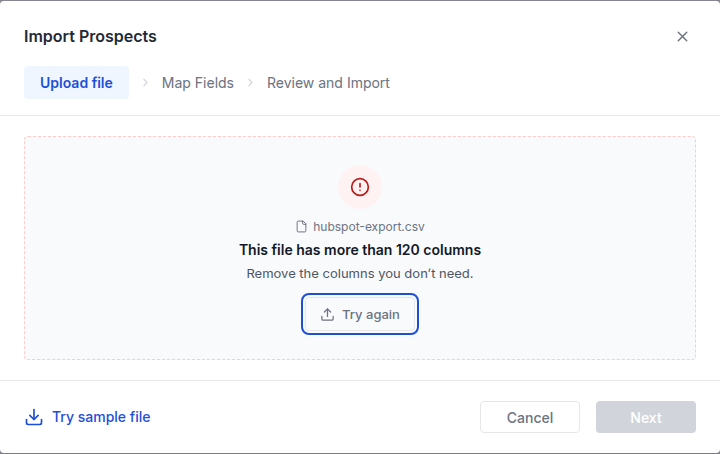 Import Prospects
Upload file
Map Fields
Review and Import
hubspot-export.csv
This file has more than 120 columns
Remove the columns you don’t need.
Try again
Try sample file
Cancel
Next